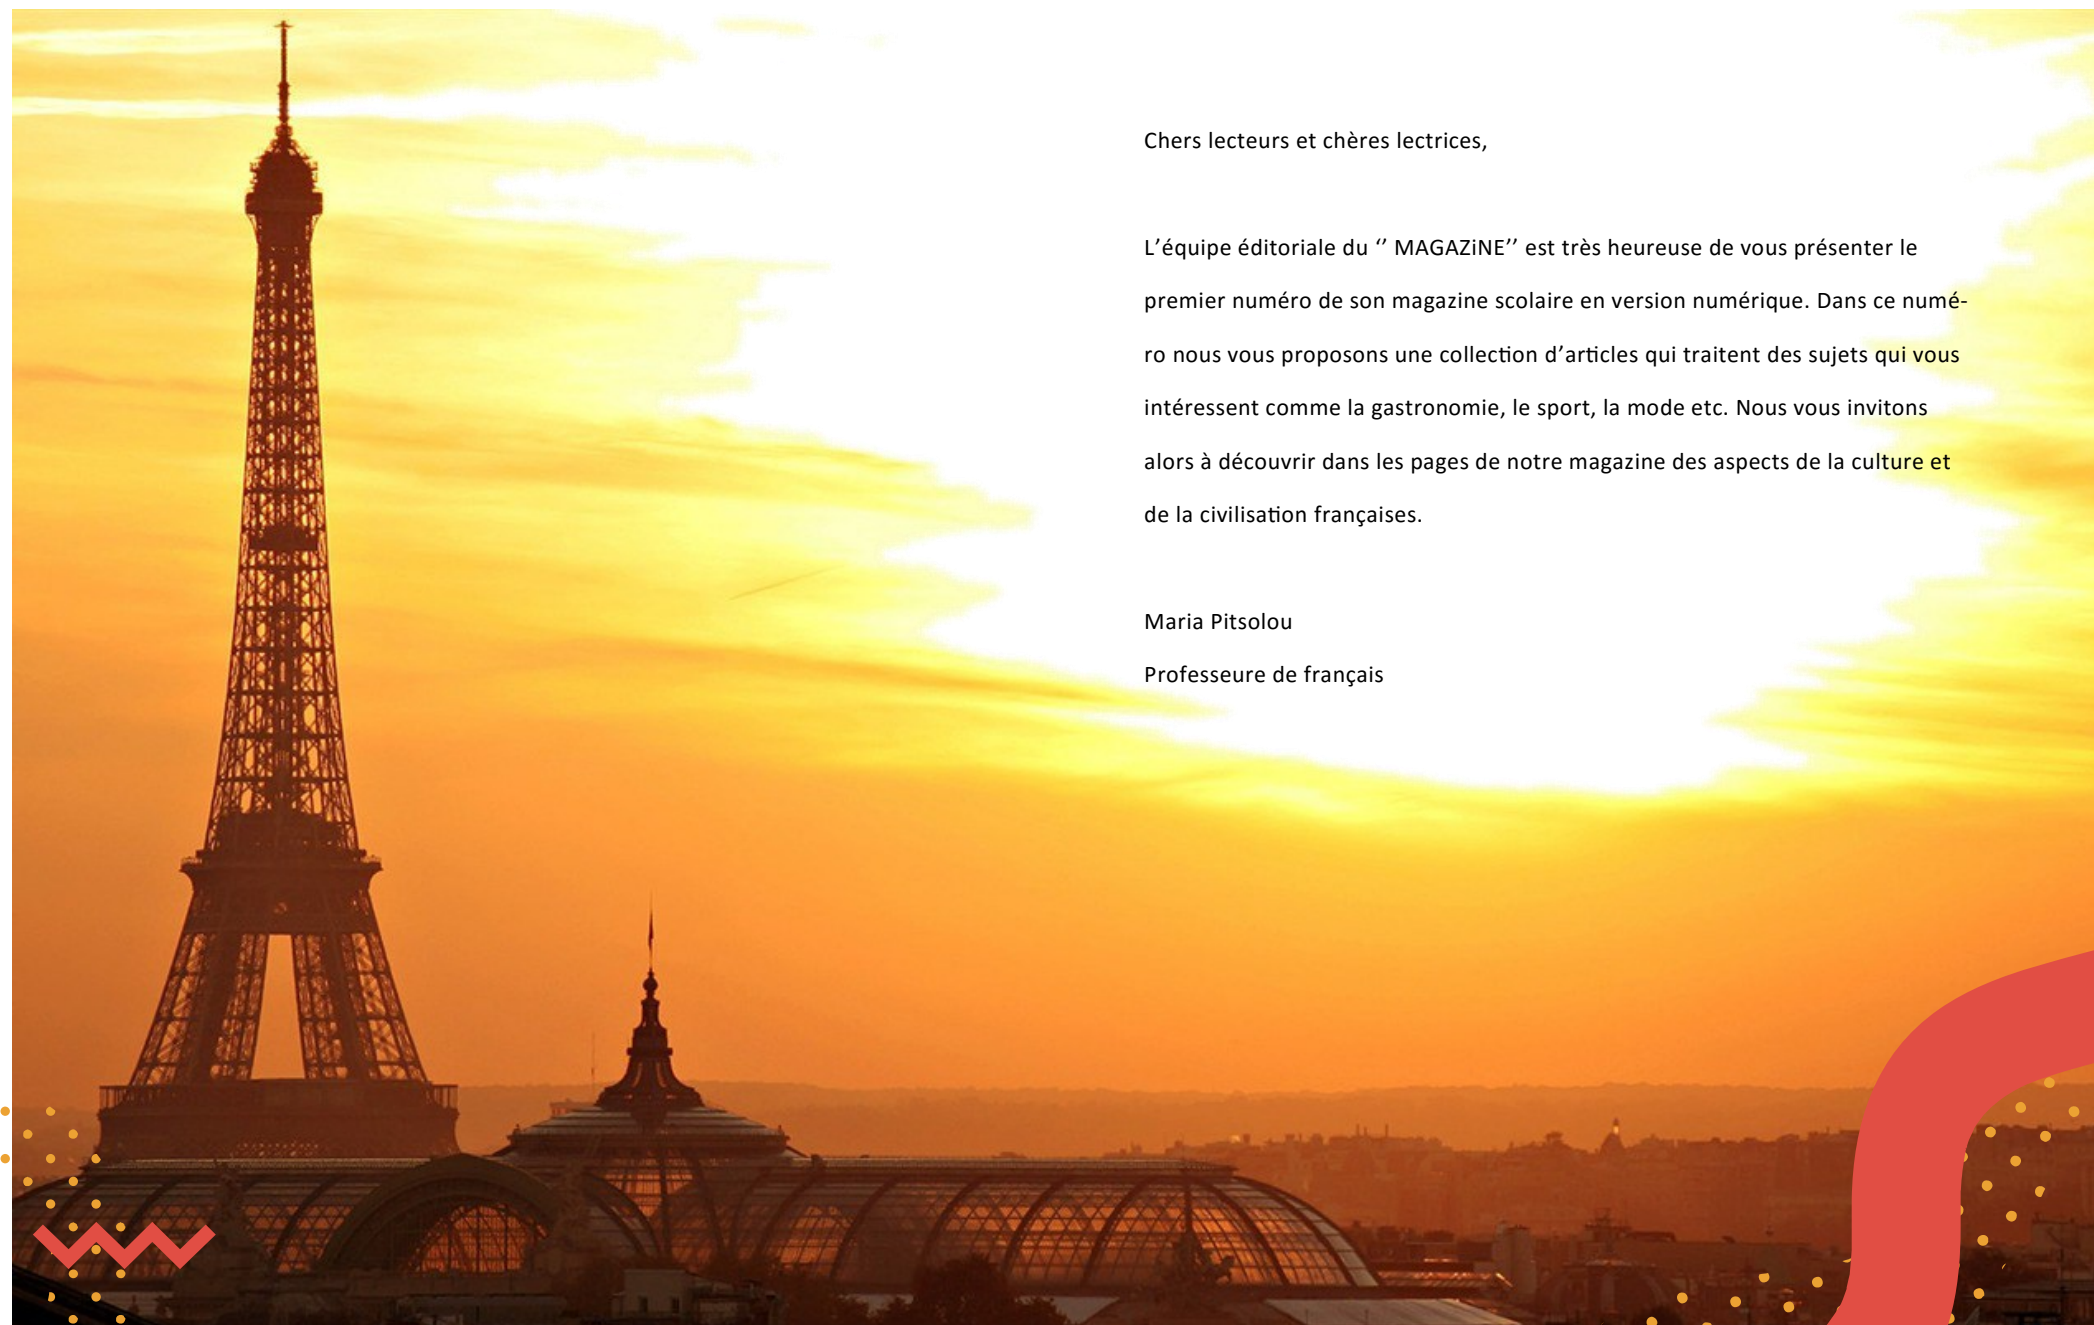 Chers lecteurs et chères lectrices,
L’équipe éditoriale du ‘’ MAGAZiNE’’ est très heureuse de vous présenter le
premier numéro de son magazine scolaire en version numérique. Dans ce numé-
ro nous vous proposons une collection d’articles qui traitent des sujets qui vous
intéressent comme la gastronomie, le sport, la mode etc. Nous vous invitons
alors à découvrir dans les pages de notre magazine des aspects de la culture et
de la civilisation françaises.
Maria Pitsolou
Professeure de français